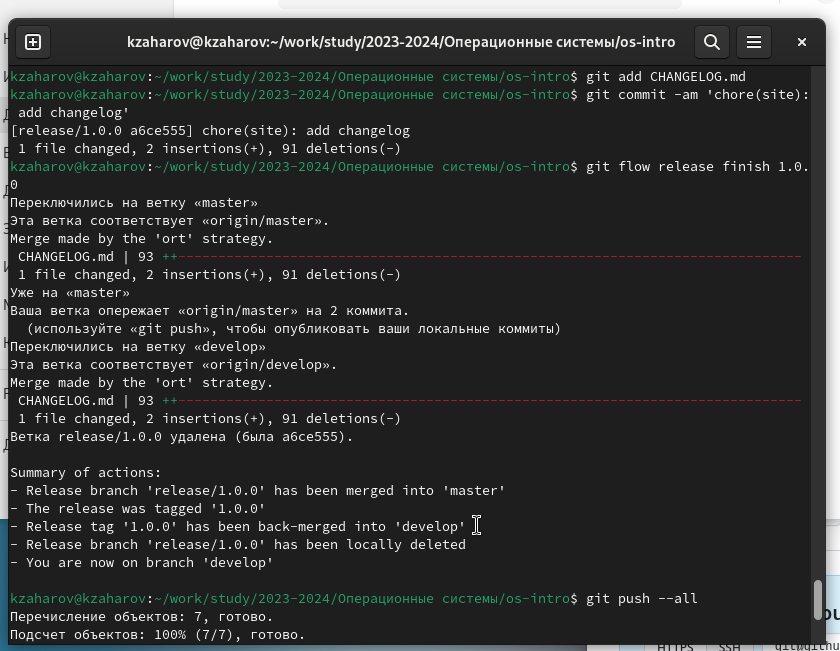 kzaharov@kzaharov:~/work/study/2023-2024/Операционные системы/os-intro
kzaharov@kzaharov:~/work/study/2023-2024/Операционные системы/os-intro$ git add CHANGELOG.md
kzaharov@kzaharov:~/work/study/2023-2024/Операционные системы/os-intro$ git commit -am 'chore(site):
 add changelog'
[release/1.0.0 a6ce555] chore(site): add changelog
 1 file changed, 2 insertions(+), 91 deletions(-)
kzaharov@kzaharov:~/work/study/2023-2024/Операционные системы/os-intro$ git flow release finish 1.0.
0
Переключились на ветку «master»
Эта ветка соответствует «origin/master».
Merge made by the 'ort' strategy.
 CHANGELOG.md | 93 ++------------------------------------------------------------------------------
 1 file changed, 2 insertions(+), 91 deletions(-)
Уже на «master»
Ваша ветка опережает «origin/master» на 2 коммита.
  (используйте «git push», чтобы опубликовать ваши локальные коммиты)
Переключились на ветку «develop»
Эта ветка соответствует «origin/develop».
Merge made by the 'ort' strategy.
 CHANGELOG.md | 93 ++------------------------------------------------------------------------------
 1 file changed, 2 insertions(+), 91 deletions(-)
Ветка release/1.0.0 удалена (была a6ce555).
Summary of actions:
- Release branch 'release/1.0.0' has been merged into 'master'
- The release was tagged '1.0.0'
- Release tag '1.0.0' has been back-merged into 'develop'
- Release branch 'release/1.0.0' has been locally deleted
- You are now on branch 'develop'
kzaharov@kzaharov:~/work/study/2023-2024/Операционные системы/os-intro$ git push --all
Перечисление объектов: 7, готово.
Подсчет объектов: 100% (7/7), готово.
HTTPS SSH